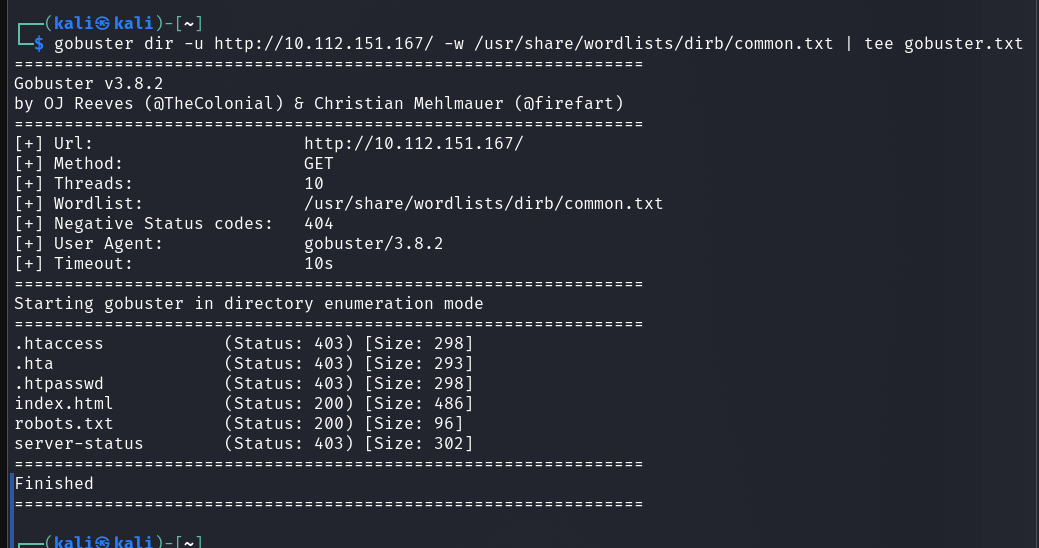 ┌──(kali㉿kali)-[~]
└─$ gobuster dir -u http://10.112.151.167/ -w /usr/share/wordlists/dirb/common.txt | tee gobuster.txt
===============================================================
Gobuster v3.8.2
by OJ Reeves (@TheColonial) & Christian Mehlmauer (@firefart)
===============================================================
[+] Url:                     http://10.112.151.167/
[+] Method:                  GET
[+] Threads:                 10
[+] Wordlist:                /usr/share/wordlists/dirb/common.txt
[+] Negative Status codes:   404
[+] User Agent:              gobuster/3.8.2
[+] Timeout:                 10s
===============================================================
Starting gobuster in directory enumeration mode
===============================================================
.htaccess            (Status: 403) [Size: 298]
.hta                 (Status: 403) [Size: 293]
.htpasswd            (Status: 403) [Size: 298]
index.html           (Status: 200) [Size: 486]
robots.txt           (Status: 200) [Size: 96]
server-status        (Status: 403) [Size: 302]
===============================================================
Finished
===============================================================
┌──(kali㉿kali)-[~]